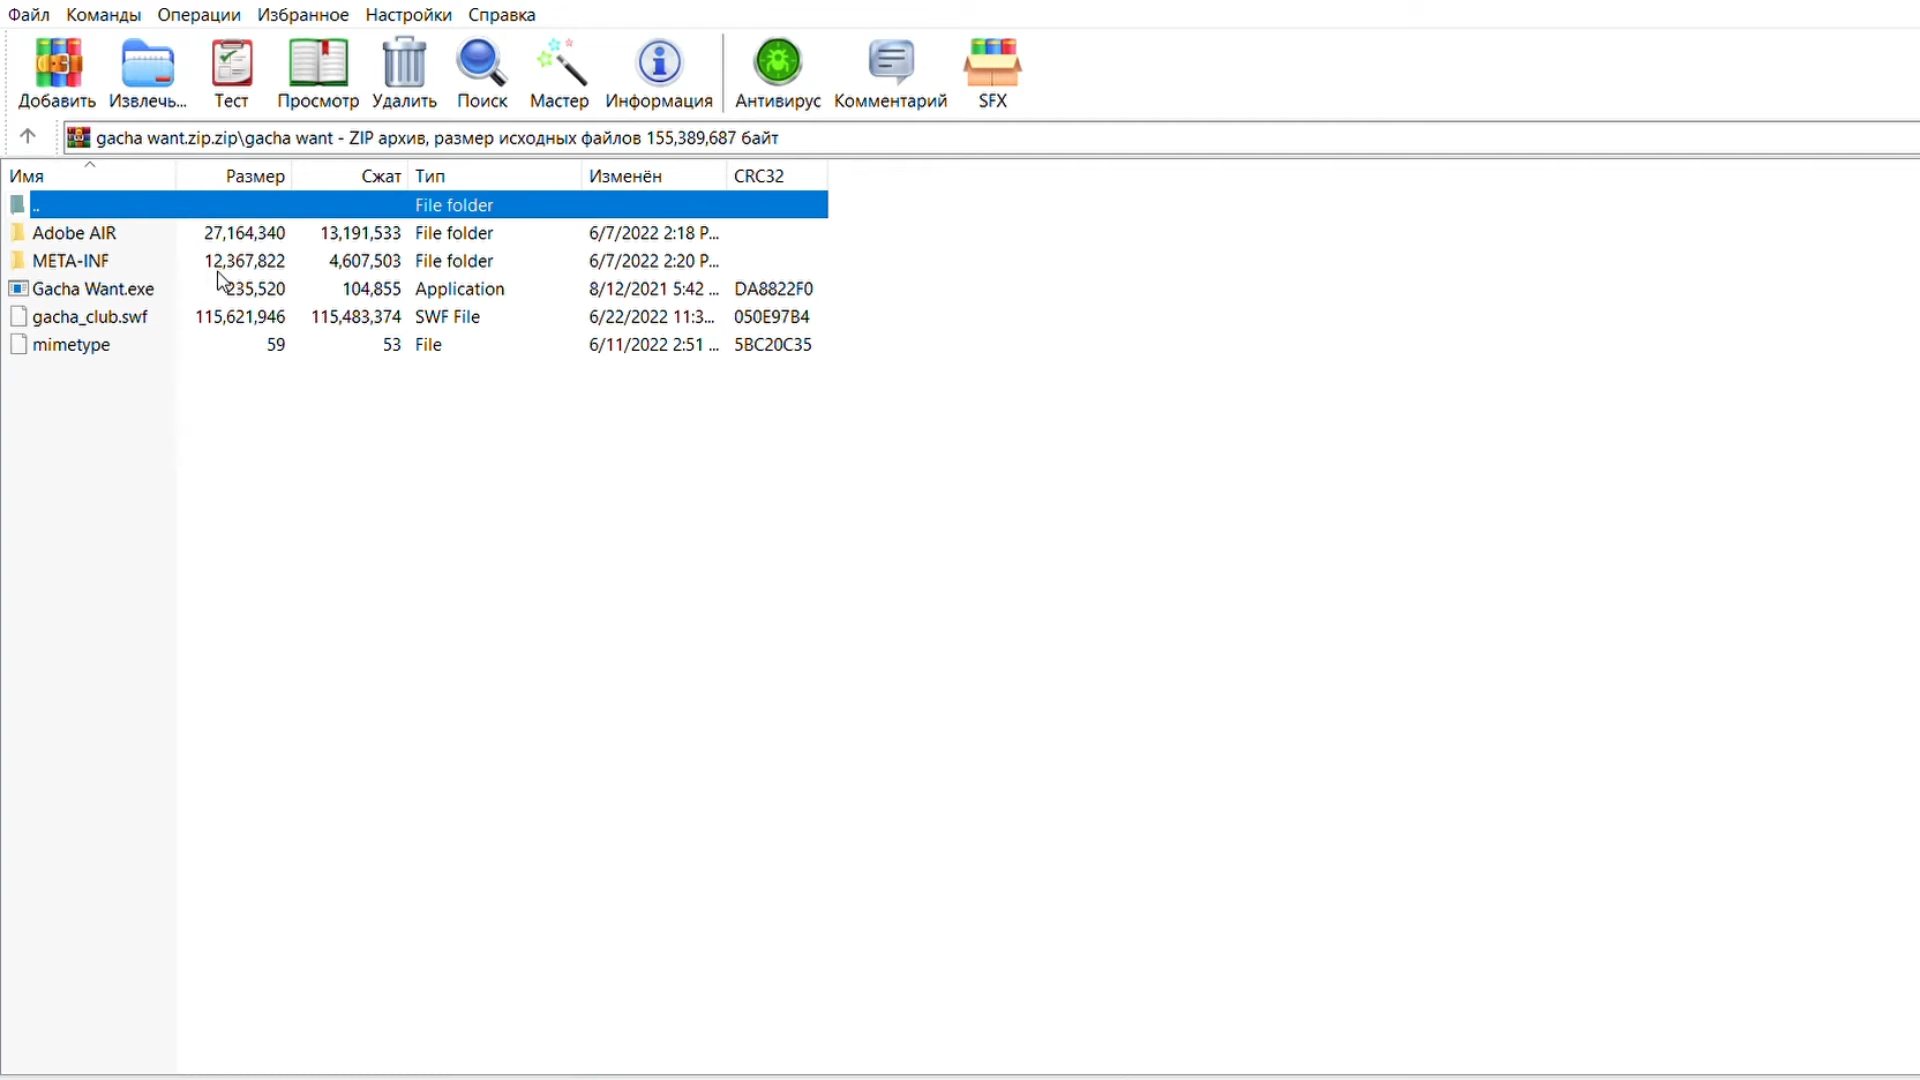 Файл Команды Операции Избранное Настройки Справка
Добавить Извлечь... Тест Просмотр Удалить Поиск Мастер Информация Антивирус Комментарий SFX
gacha want.zip.zip\gacha want - ZIP архив, размер исходных файлов 155,389,687 байт
Имя Размер Сжат Тип Изменён CRC32
.. File folder
Adobe AIR 27,164,340 13,191,533 File folder 6/7/2022 2:18 P...
META-INF 12,367,822 4,607,503 File folder 6/7/2022 2:20 P...
Gacha Want.exe 235,520 104,855 Application 8/12/2021 5:42 ... DA8822F0
gacha_club.swf 115,621,946 115,483,374 SWF File 6/22/2022 11:3... 050E97B4
mimetype 59 53 File 6/11/2022 2:51 ... 5BC20C35